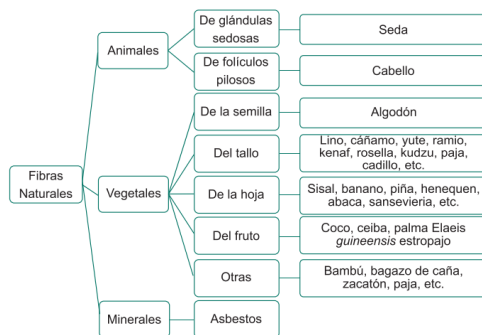 Fibras
Naturales
Animales
De glándulas
sedosas
Seda
De folículos
pilosos
Cabello
Vegetales
De la semilla
Algodón
Del tallo
Lino, cáñamo, yute, ramio,
kenaf, rosella, kudzu, paja,
cadillo, etc.
De la hoja
Sisal, banano, piña, henequen,
abaca, sansevieria, etc.
Del fruto
Coco, ceiba, palma Elaeis
guineensis estropajo
Otras
Bambú, bagazo de caña,
zacatón, paja, etc.
Minerales
Asbestos